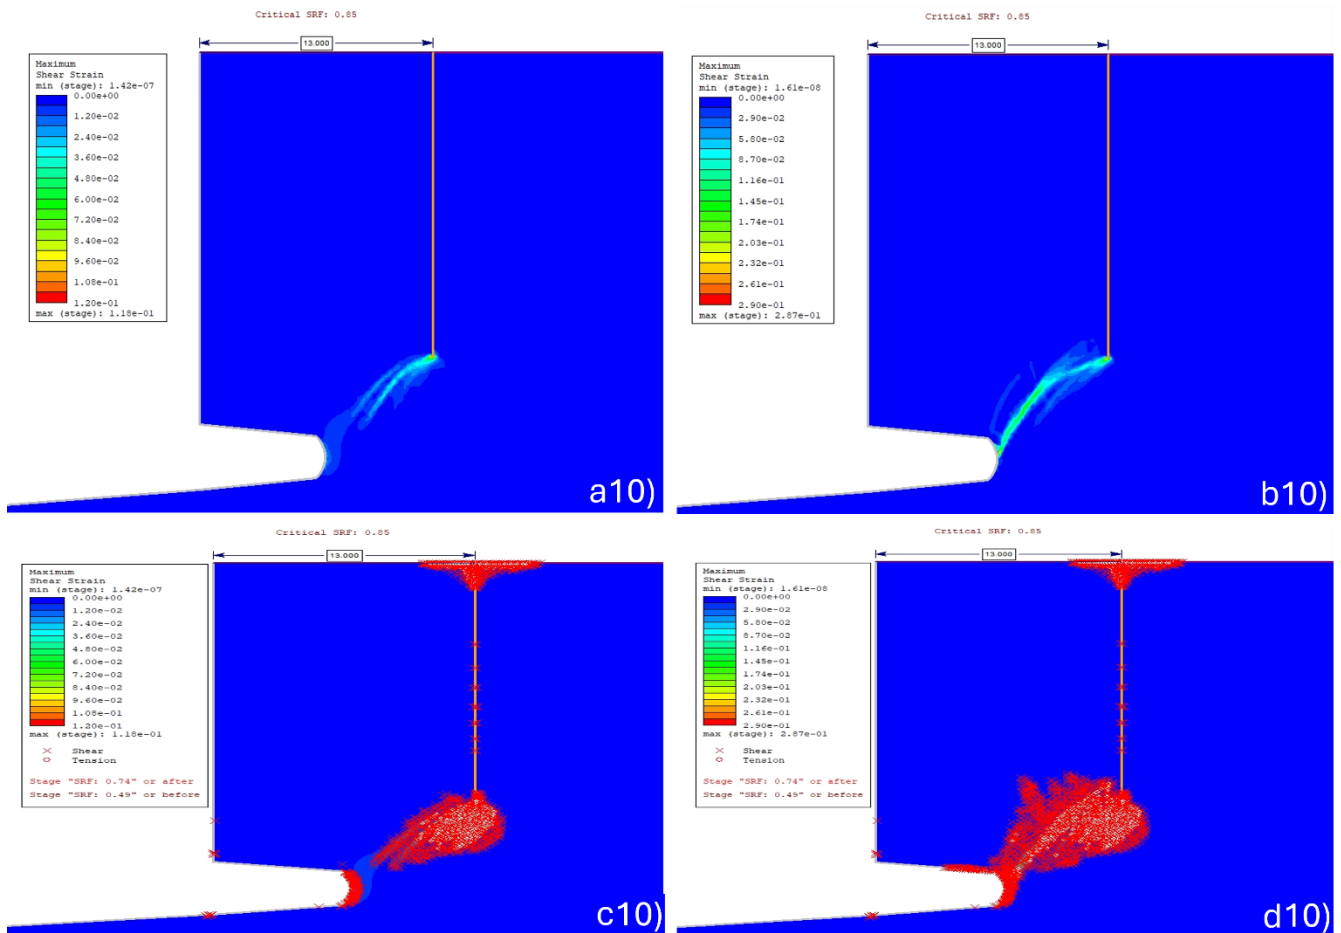 Critical SRF: 0.85
13.000
Maximum
Shear Strain
min (stage): 1.42e-07
0.00e+00
1.20e-02
2.40e-02
3.60e-02
4.80e-02
6.00e-02
7.20e-02
8.40e-02
9.60e-02
1.08e-01
1.20e-01
max (stage): 1.18e-01
a10)
Critical SRF: 0.85
13.000
Maximum
Shear Strain
min (stage): 1.61e-08
0.00e+00
2.90e-02
5.80e-02
8.70e-02
1.16e-01
1.45e-01
1.74e-01
2.03e-01
2.32e-01
2.61e-01
2.90e-01
max (stage): 2.87e-01
b10)
Critical SRF: 0.85
13.000
Maximum
Shear Strain
min (stage): 1.42e-07
0.00e+00
1.20e-02
2.40e-02
3.60e-02
4.80e-02
6.00e-02
7.20e-02
8.40e-02
9.60e-02
1.08e-01
1.20e-01
max (stage): 1.18e-01
Shear
Tension
Stage "SRF: 0.74" or after
Stage "SRF: 0.49" or before
c10)
Critical SRF: 0.85
13.000
Maximum
Shear Strain
min (stage): 1.61e-08
0.00e+00
2.90e-02
5.80e-02
8.70e-02
1.16e-01
1.45e-01
1.74e-01
2.03e-01
2.32e-01
2.61e-01
2.90e-01
max (stage): 2.87e-01
Shear
Tension
Stage "SRF: 0.74" or after
Stage "SRF: 0.49" or before
d10)